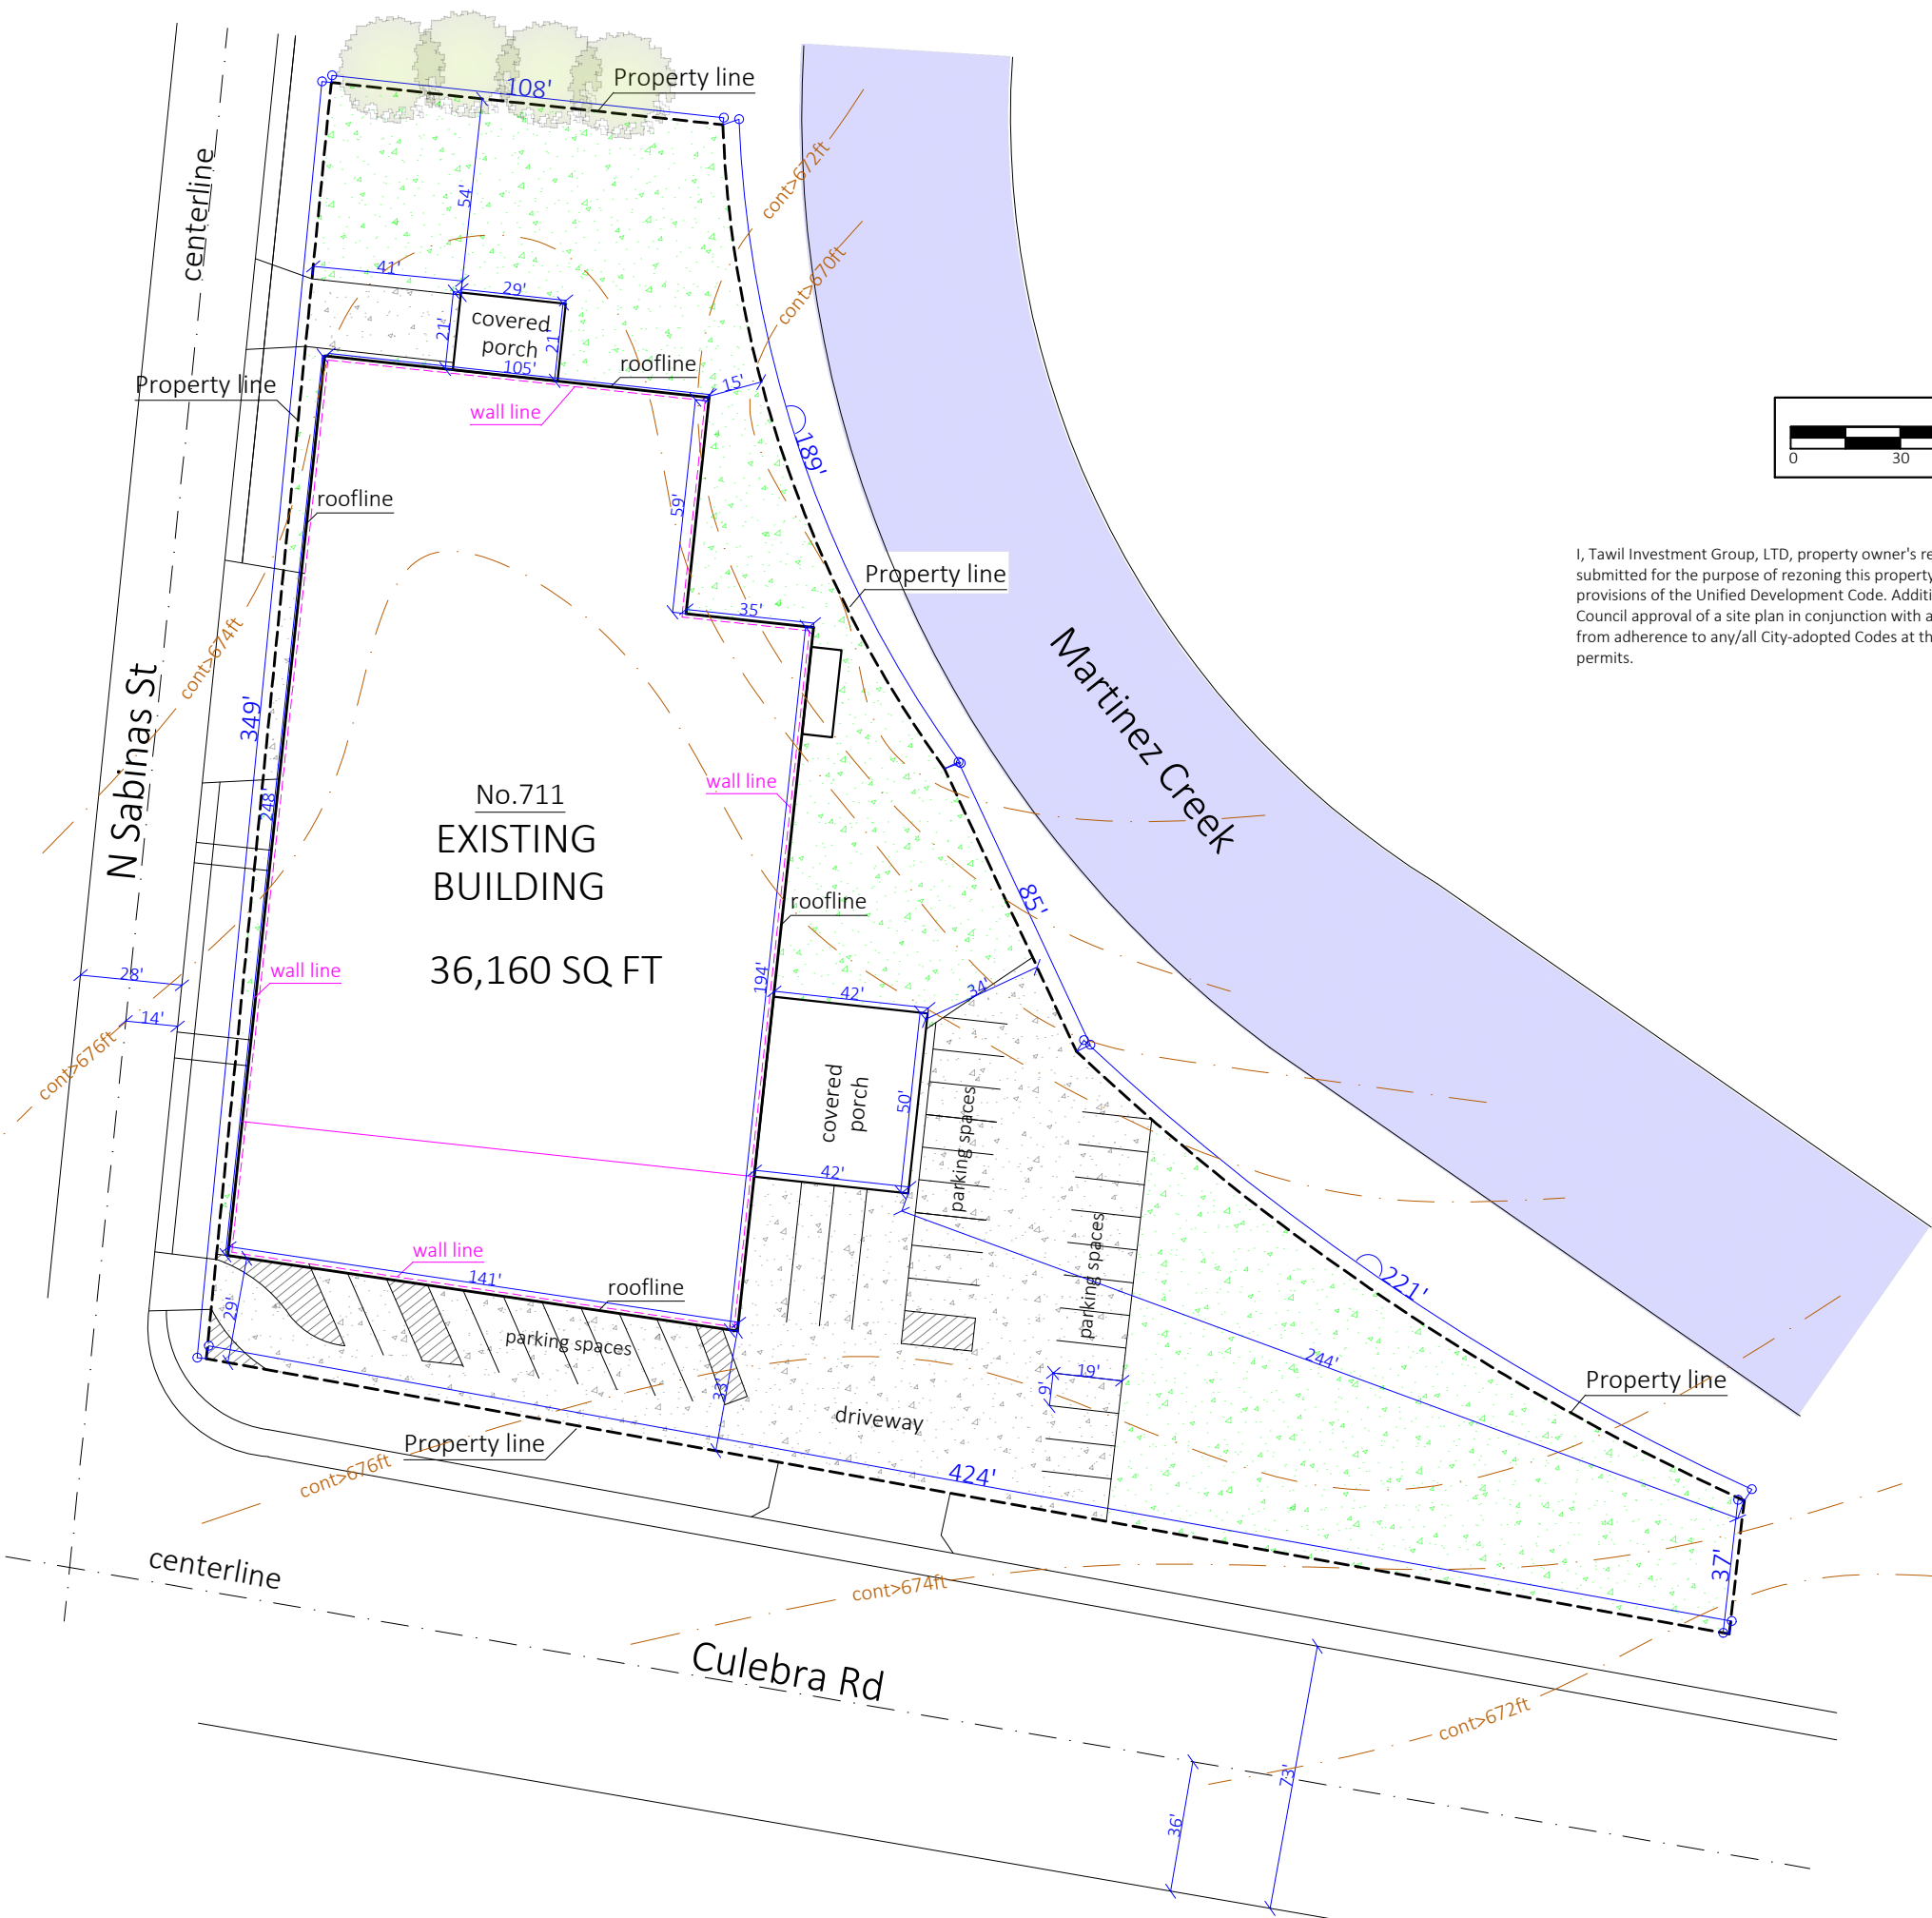 108'
Property line
centerline
54'
cont>672ft
cont>670ft
41'
29'
covered
porch
21'
21'
105'
roofline
15'
Property line
wall line
189'
0 30
roofline
59'
I, Tawil Investment Group, LTD, property owner's re
submitted for the purpose of rezoning this property
provisions of the Unified Development Code. Additi
Council approval of a site plan in conjunction with a
from adherence to any/all City-adopted Codes at th
permits.
Property line
35'
cont>674ft
Martinez Creek
N Sabinas St
349'
248'
No.711
EXISTING
BUILDING
36,160 SQ FT
wall line
roofline
85'
wall line
28'
14'
194'
42'
34'
cont>676ft
covered
porch
50'
parking spaces
42'
parking spaces
wall line
141'
roofline
29'
parking spaces
221'
244'
19'
9'
33'
driveway
Property line
Property line
cont>676ft
424'
37'
centerline
cont>674ft
Culebra Rd
cont>672ft
73'
36'